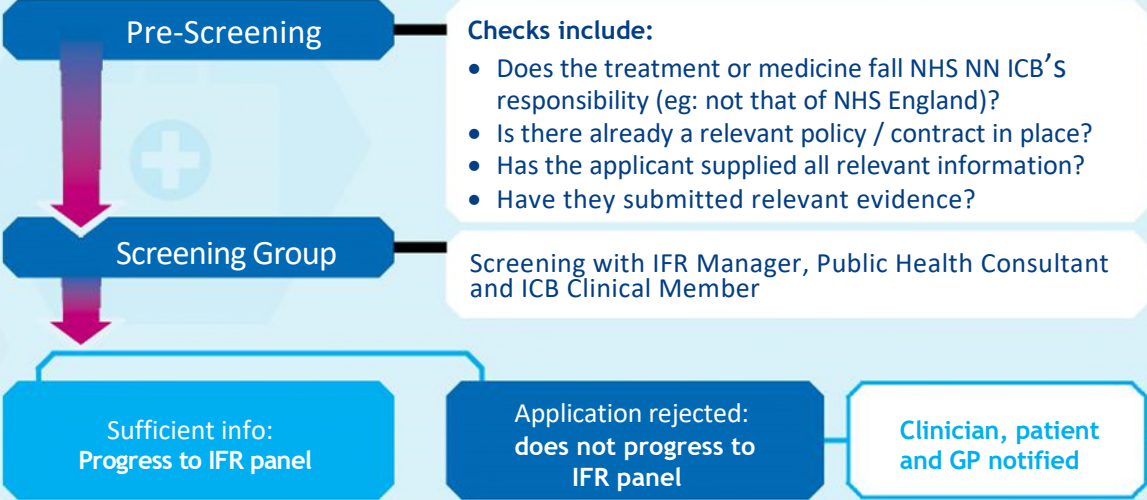 Pre-Screening
Checks include:
• Does the treatment or medicine fall NHS NN ICB's
responsibility (eg: not that of NHS England)?
• Is there already a relevant policy / contract in place?
• Has the applicant supplied all relevant information?
• Have they submitted relevant evidence?
Screening Group
Screening with IFR Manager, Public Health Consultant
and ICB Clinical Member
Sufficient info:
Progress to IFR panel
Application rejected:
does not progress to
IFR panel
Clinician, patient
and GP notified